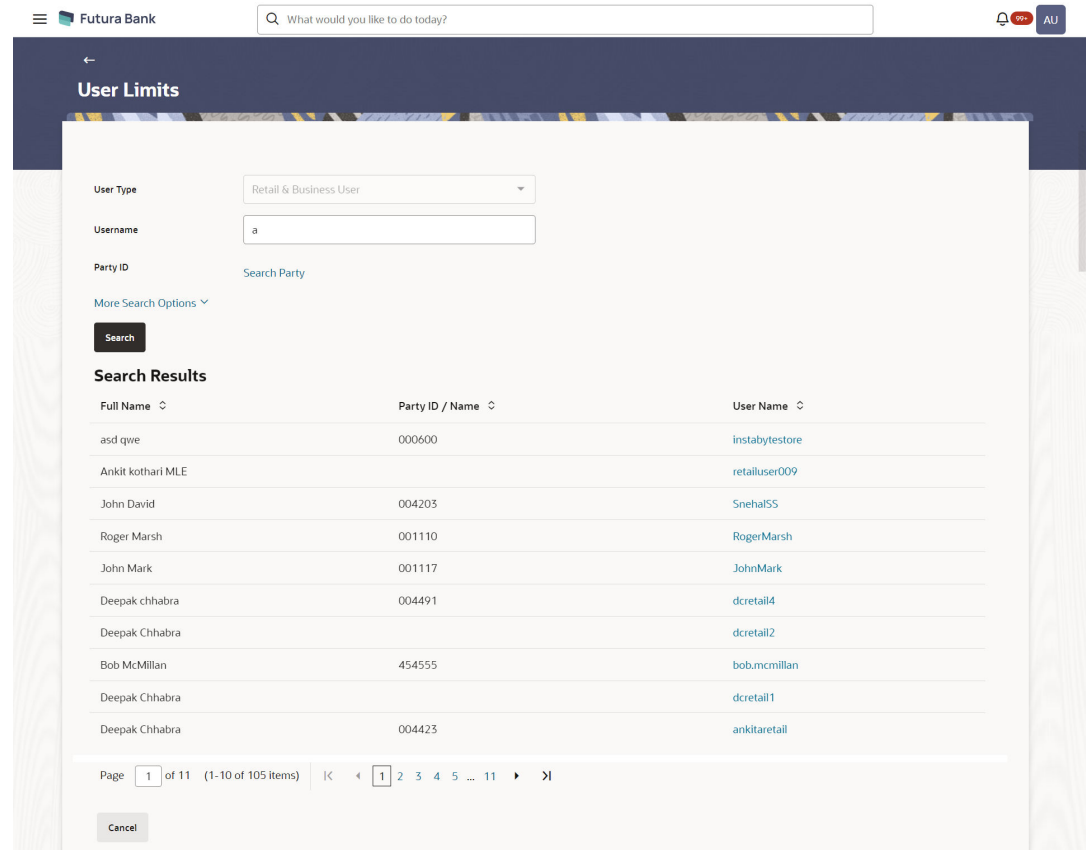 Futura Bank What would you like to do today? 99+ AU
User Limits
User Type Retail & Business User
Username a
Party ID Search Party
More Search Options
Search
Search Results
Full Name Party ID / Name User Name
asd qwe 000600 instabytestore
Ankit kothari MLE retailuser009
John David 004203 SnehalSS
Roger Marsh 001110 RogerMarsh
John Mark 001117 JohnMark
Deepak chhabra 004491 dcretail4
Deepak Chhabra dcretail2
Bob McMillan 454555 bob.mcmillan
Deepak Chhabra dcretail1
Deepak Chhabra 004423 ankitaretail
Page 1 of 11 (1-10 of 105 items) 1 2 3 4 5 ... 11
Cancel